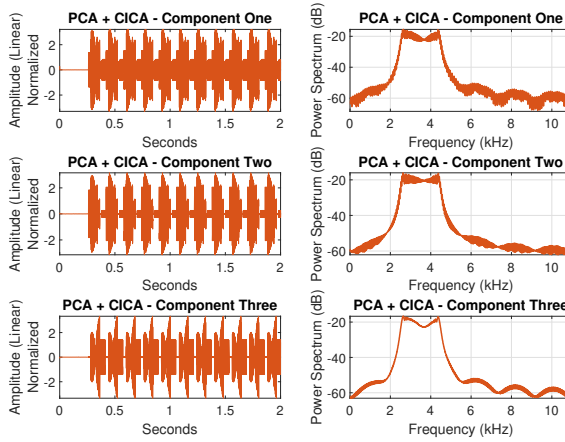 PCA + CICA - Component One
Amplitude (Linear)
Normalized
2
0
-2
0 0.5 1 1.5 2
Seconds
PCA + CICA - Component One
Power Spectrum (dB)
-20
-40
-60
0 2 4 6 8 10
Frequency (kHz)
PCA + CICA - Component Two
Amplitude (Linear)
Normalized
2
0
-2
0 0.5 1 1.5 2
Seconds
PCA + CICA - Component Two
Power Spectrum (dB)
-20
-40
-60
0 2 4 6 8 10
Frequency (kHz)
PCA + CICA - Component Three
Amplitude (Linear)
Normalized
2
0
-2
0 0.5 1 1.5 2
Seconds
PCA + CICA - Component Three
Power Spectrum (dB)
-20
-40
-60
0 2 4 6 8 10
Frequency (kHz)